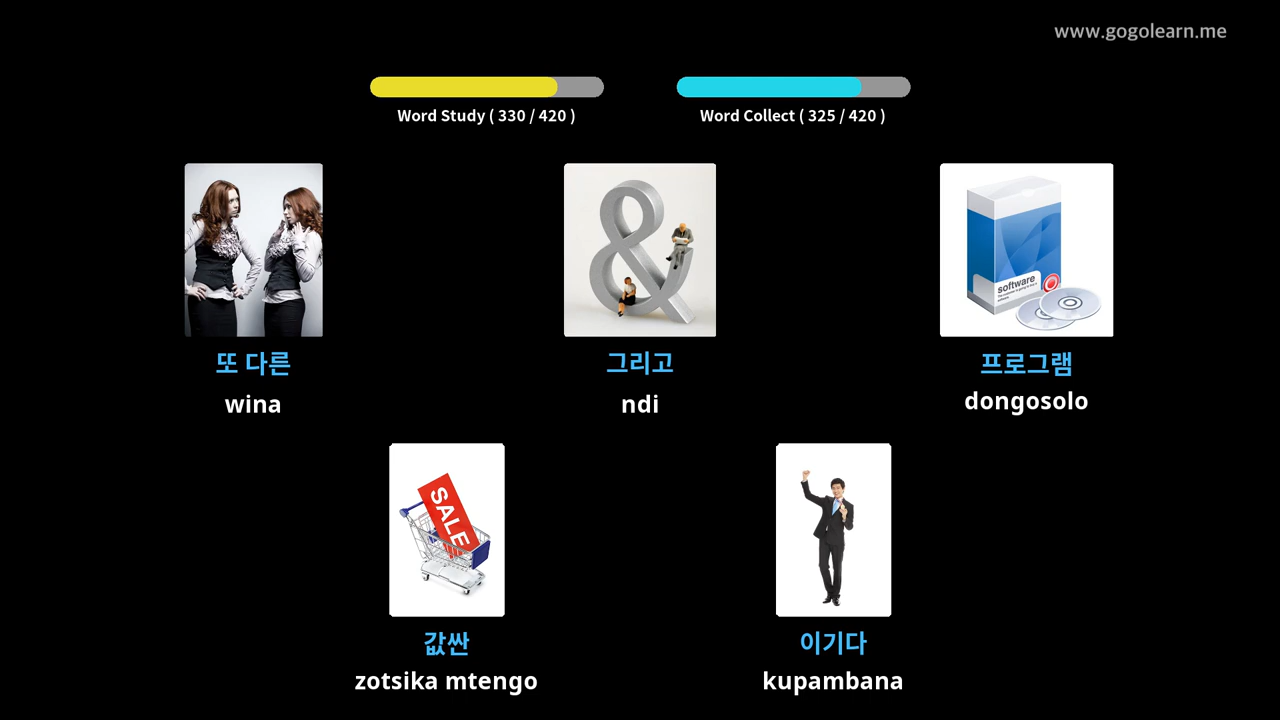 www.gogolearn.me
Word Study ( 330 / 420 )
Word Collect ( 325 / 420 )
software
또 다른
wina
그리고
ndi
프로그램
dongosolo
SALE
값싼
zotsika mtengo
이기다
kupambana